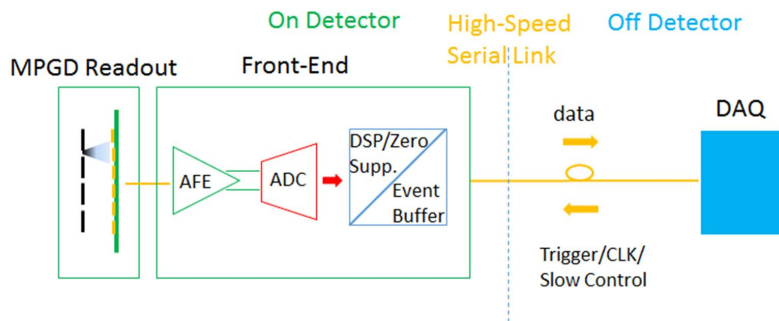 On Detector
High-Speed
Serial Link
Off Detector
MPGD Readout
Front-End
data
DAQ
AFE
ADC
DSP/Zero
Supp.
Event
Buffer
Trigger/CLK/
Slow Control